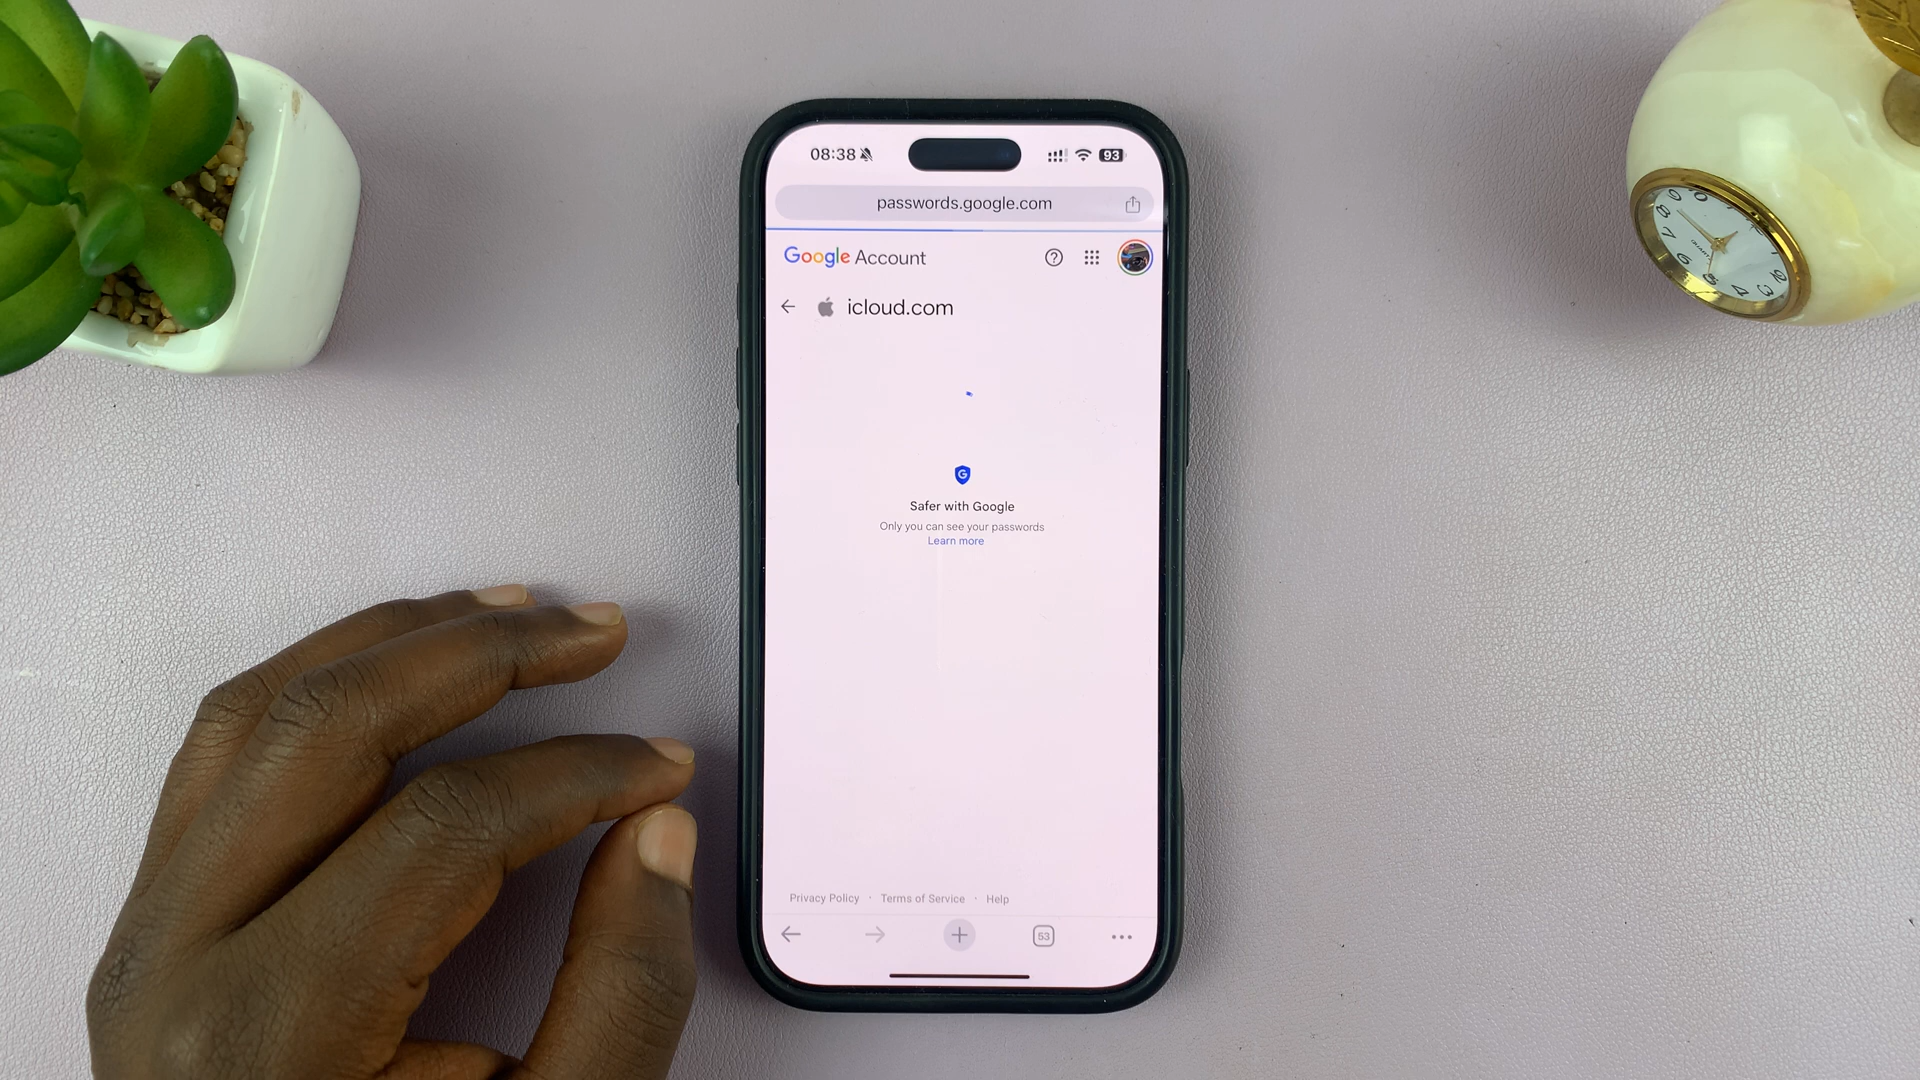 08:38
93
passwords.google.com
Google Account
icloud.com
G
Safer with Google
Only you can see your passwords
Learn more
Privacy Policy · Terms of Service · Help
53